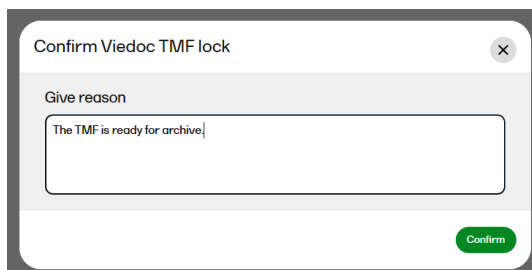 Confirm Viedoc TMF lock
Give reason
The TMF is ready for archive.
Confirm